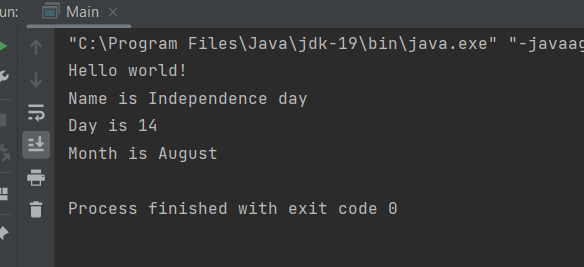 un:
Main
"C:\Program Files\Java\jdk-19\bin\java.exe" "-javaag
Hello world!
Name is Independence day
Day is 14
Month is August
Process finished with exit code 0